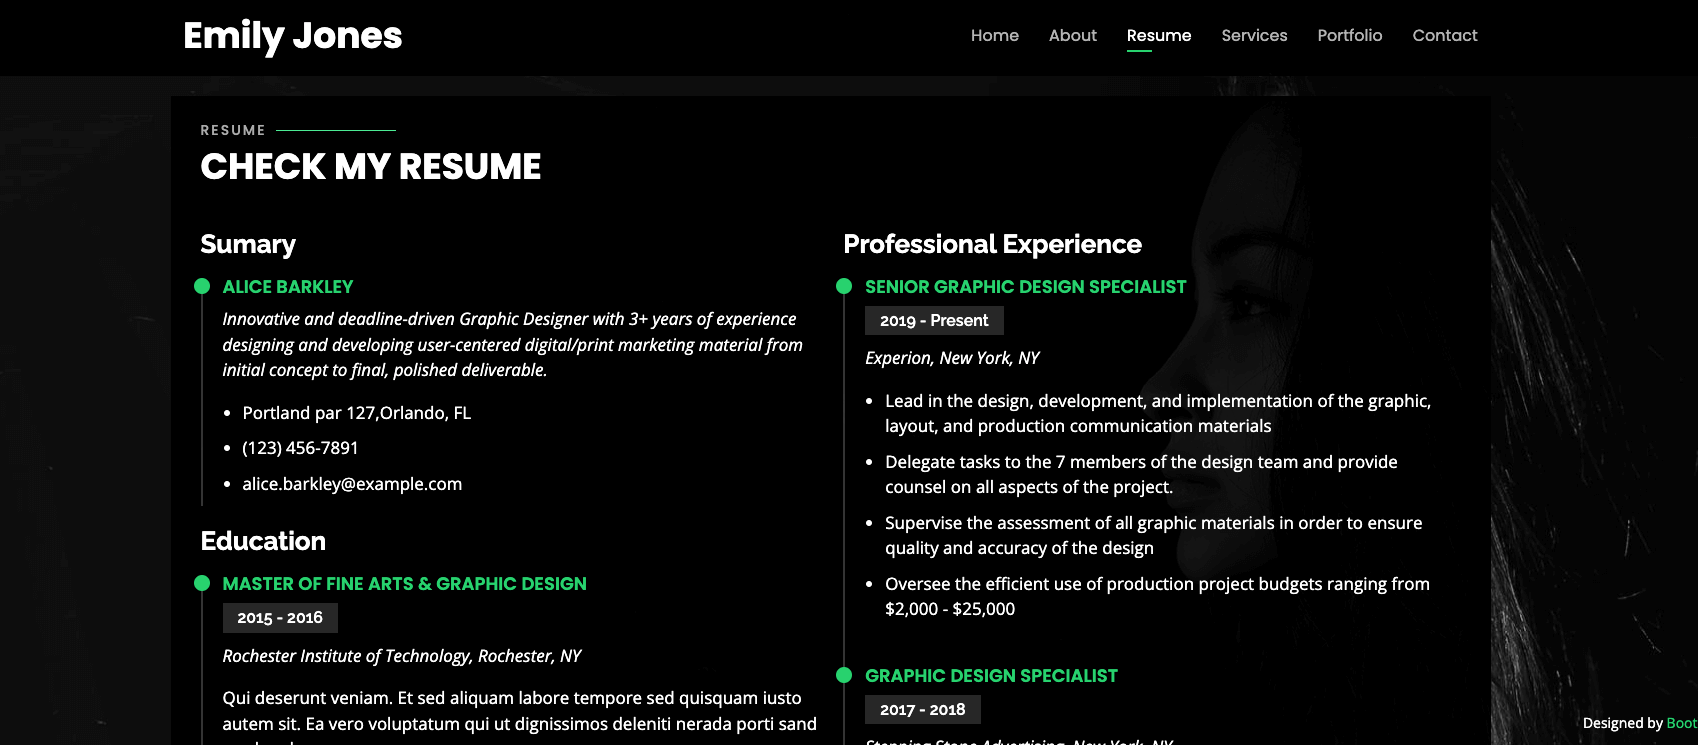 Emily Jones
Home
About
Resume
Services
Portfolio
Contact
RESUME
CHECK MY RESUME
Sumary
ALICE BARKLEY
Innovative and deadline-driven Graphic Designer with 3+ years of experience
designing and developing user-centered digital/print marketing material from
initial concept to final, polished deliverable.
Portland par 127,Orlando, FL
(123) 456-7891
alice.barkley@example.com
Education
MASTER OF FINE ARTS & GRAPHIC DESIGN
2015 - 2016
Rochester Institute of Technology, Rochester, NY
Qui deserunt veniam. Et sed aliquam labore tempore sed quisquam iusto
autem sit. Ea vero voluptatum qui ut dignissimos deleniti nerada porti sand
Professional Experience
SENIOR GRAPHIC DESIGN SPECIALIST
2019 - Present
Experion, New York, NY
Lead in the design, development, and implementation of the graphic,
layout, and production communication materials
Delegate tasks to the 7 members of the design team and provide
counsel on all aspects of the project.
Supervise the assessment of all graphic materials in order to ensure
quality and accuracy of the design
Oversee the efficient use of production project budgets ranging from
$2,000 - $25,000
GRAPHIC DESIGN SPECIALIST
2017 - 2018
Stepping Stone Advertising, New York, NY
Designed by Boot